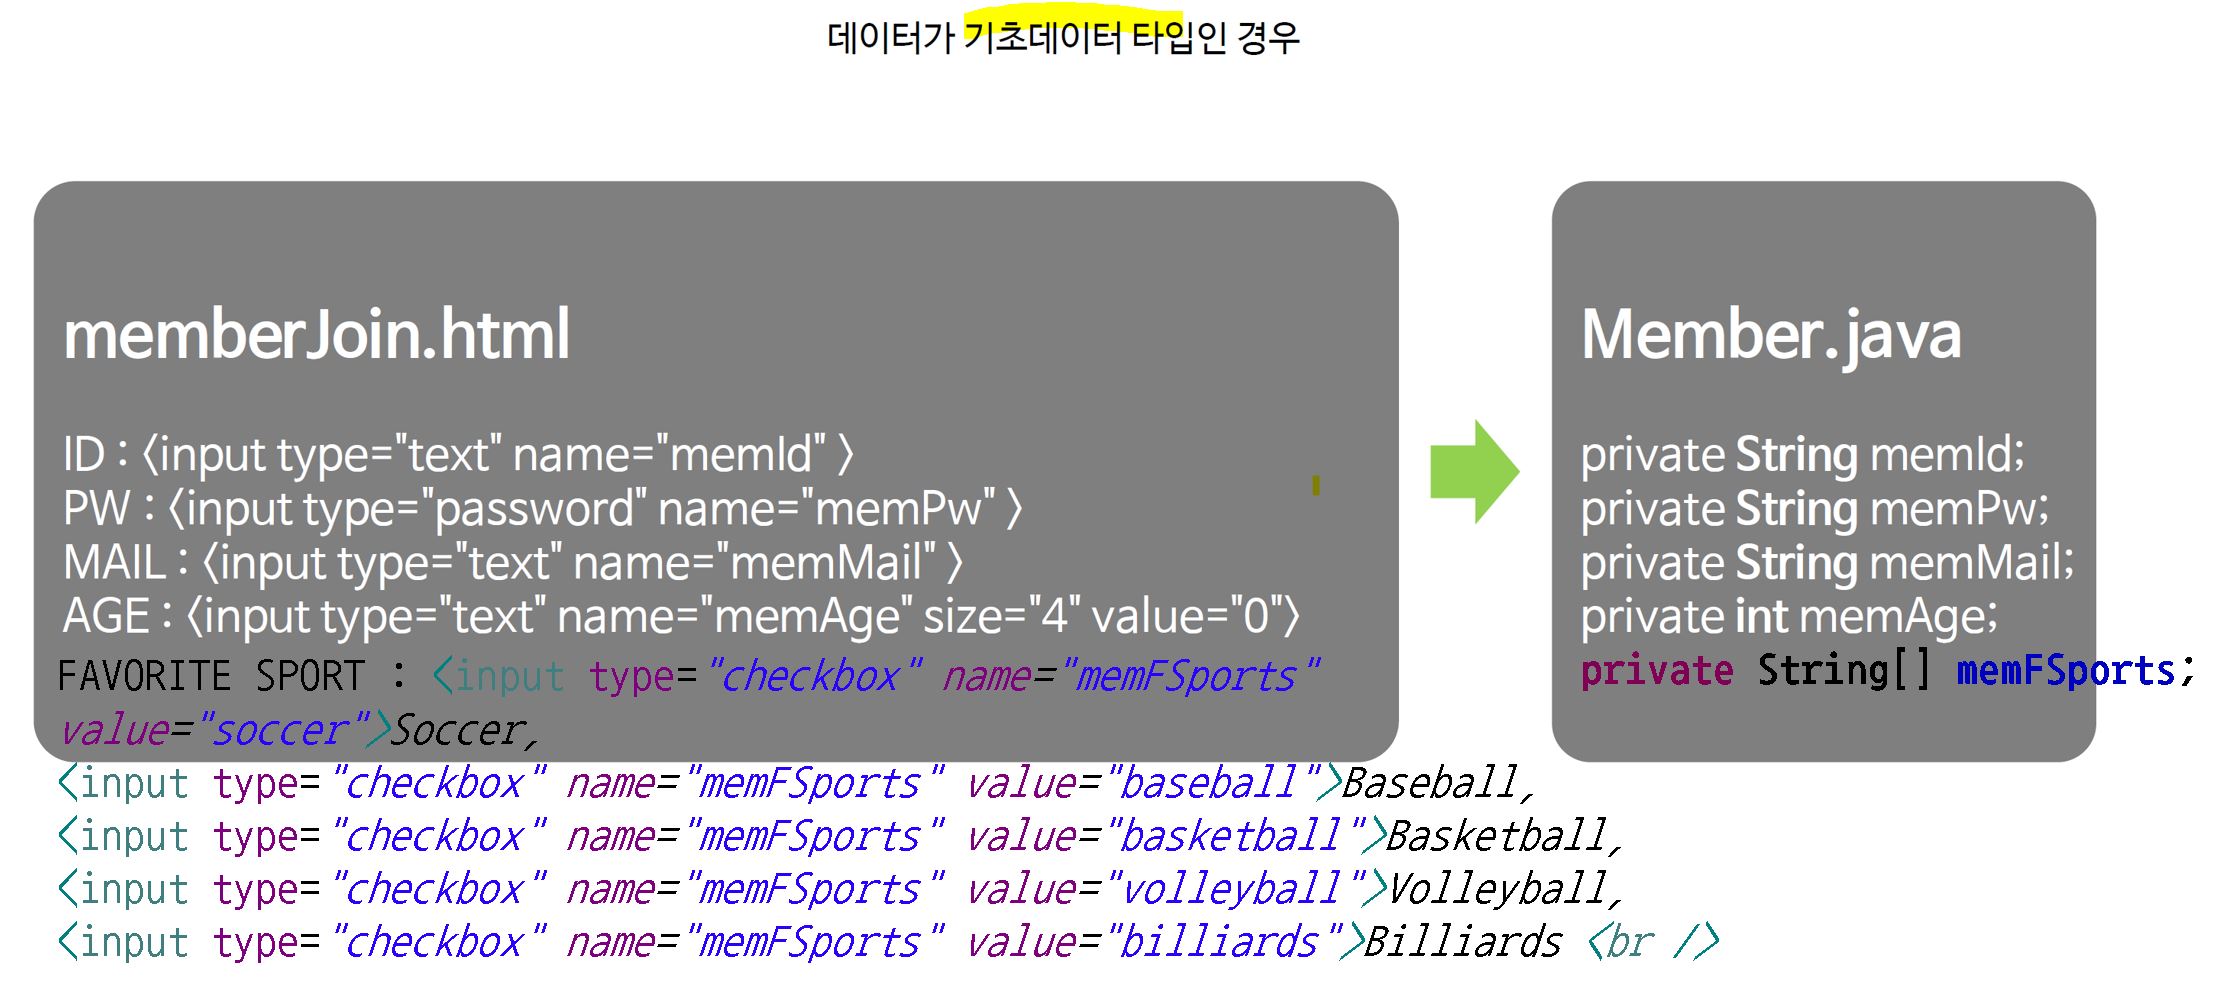 데이터가 기초데이터 타입인 경우
memberJoin.html
ID : <input type="text" name="memId" >
PW : <input type="password" name="memPw" >
MAIL : <input type="text" name="memMail" >
AGE : <input type="text" name="memAge" size="4" value="0">
FAVORITE SPORT : <input type="checkbox" name="memFSports"
value="soccer">Soccer,
<input type="checkbox" name="memFSports" value="baseball">Baseball,
<input type="checkbox" name="memFSports" value="basketball">Basketball,
<input type="checkbox" name="memFSports" value="volleyball">Volleyball,
<input type="checkbox" name="memFSports" value="billiards">Billiards <br />
Member.java
private String memId;
private String memPw;
private String memMail;
private int memAge;
private String[] memFSports;